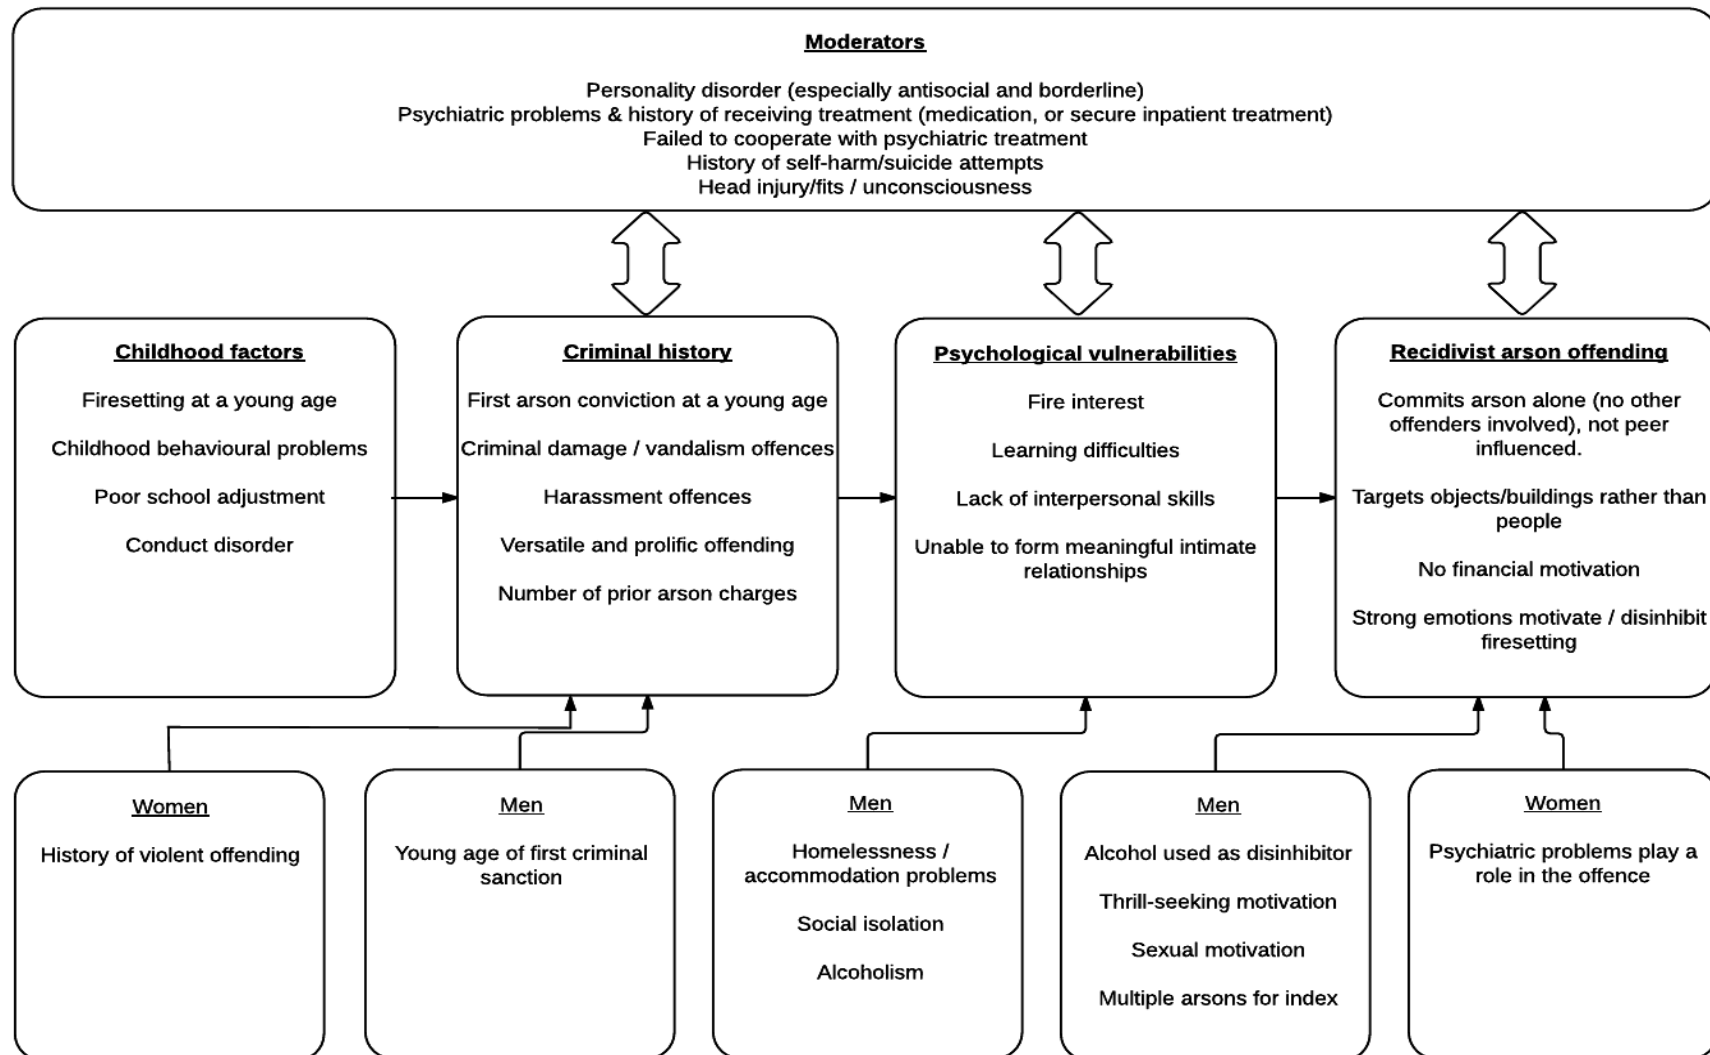 Moderators
Personality disorder (especially antisocial and borderline)
Psychiatric problems & history of receiving treatment (medication, or secure inpatient treatment)
Failed to cooperate with psychiatric treatment
History of self-harm/suicide attempts
Head injury/fits / unconsciousness
Childhood factors
Firesetting at a young age
Childhood behavioural problems
Poor school adjustment
Conduct disorder
Criminal history
First arson conviction at a young age
Criminal damage / vandalism offences
Harassment offences
Versatile and prolific offending
Number of prior arson charges
Psychological vulnerabilities
Fire interest
Learning difficulties
Lack of interpersonal skills
Unable to form meaningful intimate
relationships
Recidivist arson offending
Commits arson alone (no other
offenders involved), not peer
influenced.
Targets objects/buildings rather than
people
No financial motivation
Strong emotions motivate / disinhibit
firesetting
Women
History of violent offending
Men
Young age of first criminal
sanction
Men
Homelessness /
accommodation problems
Social isolation
Alcoholism
Men
Alcohol used as disinhibitor
Thrill-seeking motivation
Sexual motivation
Multiple arsons for index
Women
Psychiatric problems play a
role in the offence